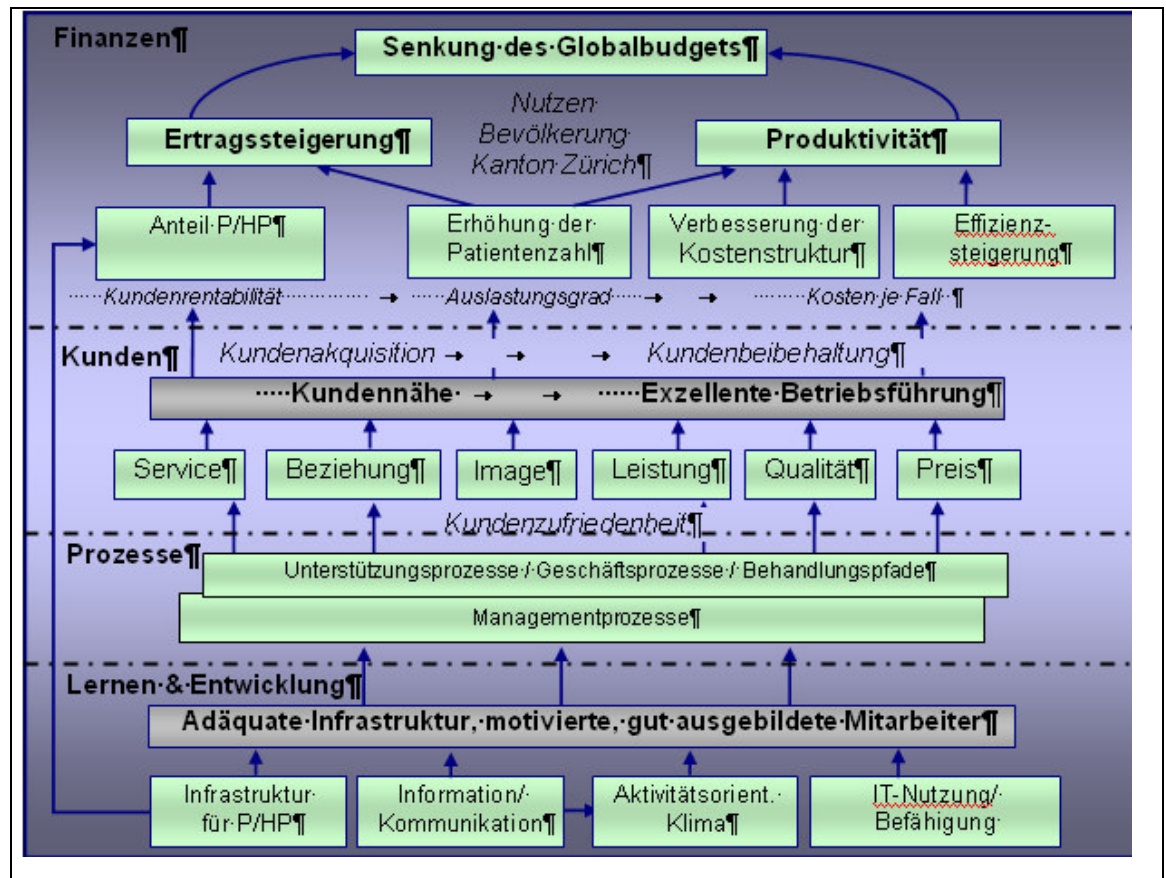 Finanzen¶
Senkung·des·Globalbudgets¶
Nutzen·
Bevölkerung·
Kanton·Zürich¶
Ertragssteigerung¶
Produktivität¶
Anteil·P/HP¶
Erhöhung·der·
Patientenzahl¶
Verbesserung·der·
Kostenstruktur¶
Effizienz-
steigerung¶
······Kundenrentabilität·············· → ·····Auslastungsgrad····· → → ········Kosten·je·Fall··¶
Kunden¶
Kundenakquisition → → → Kundenbeibehaltung¶
·····Kundennähe· → → ······Exzellente·Betriebsführung¶
Service¶
Beziehung¶
Image¶
Leistung¶
Qualität¶
Preis¶
Kundenzufriedenheit¶
Prozesse¶
Unterstützungsprozesse·/·Geschäftsprozesse·/·Behandlungspfade¶
Managementprozesse¶
Lernen·&·Entwicklung¶
Adäquate·Infrastruktur,·motivierte,·gut·ausgebildete·Mitarbeiter¶
Infrastruktur·
für·P/HP¶
Information/·
Kommunikation¶
Aktivitätsorient.·
Klima¶
IT-Nutzung/·
Befähigung·